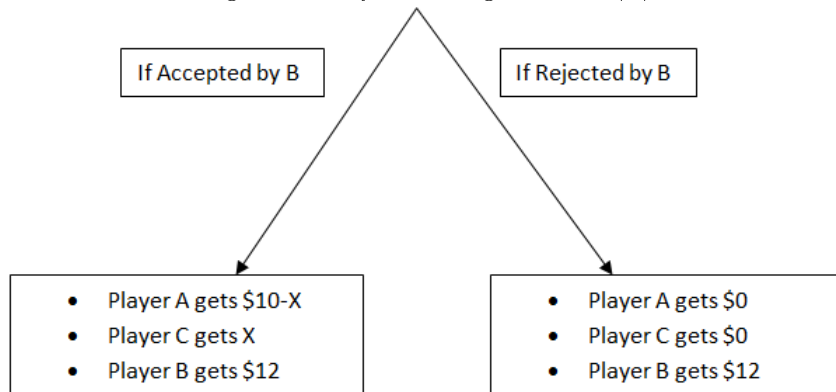 If Accepted by B
If Rejected by B
• Player A gets $10-X
• Player C gets X
• Player B gets $12
• Player A gets $0
• Player C gets $0
• Player B gets $12